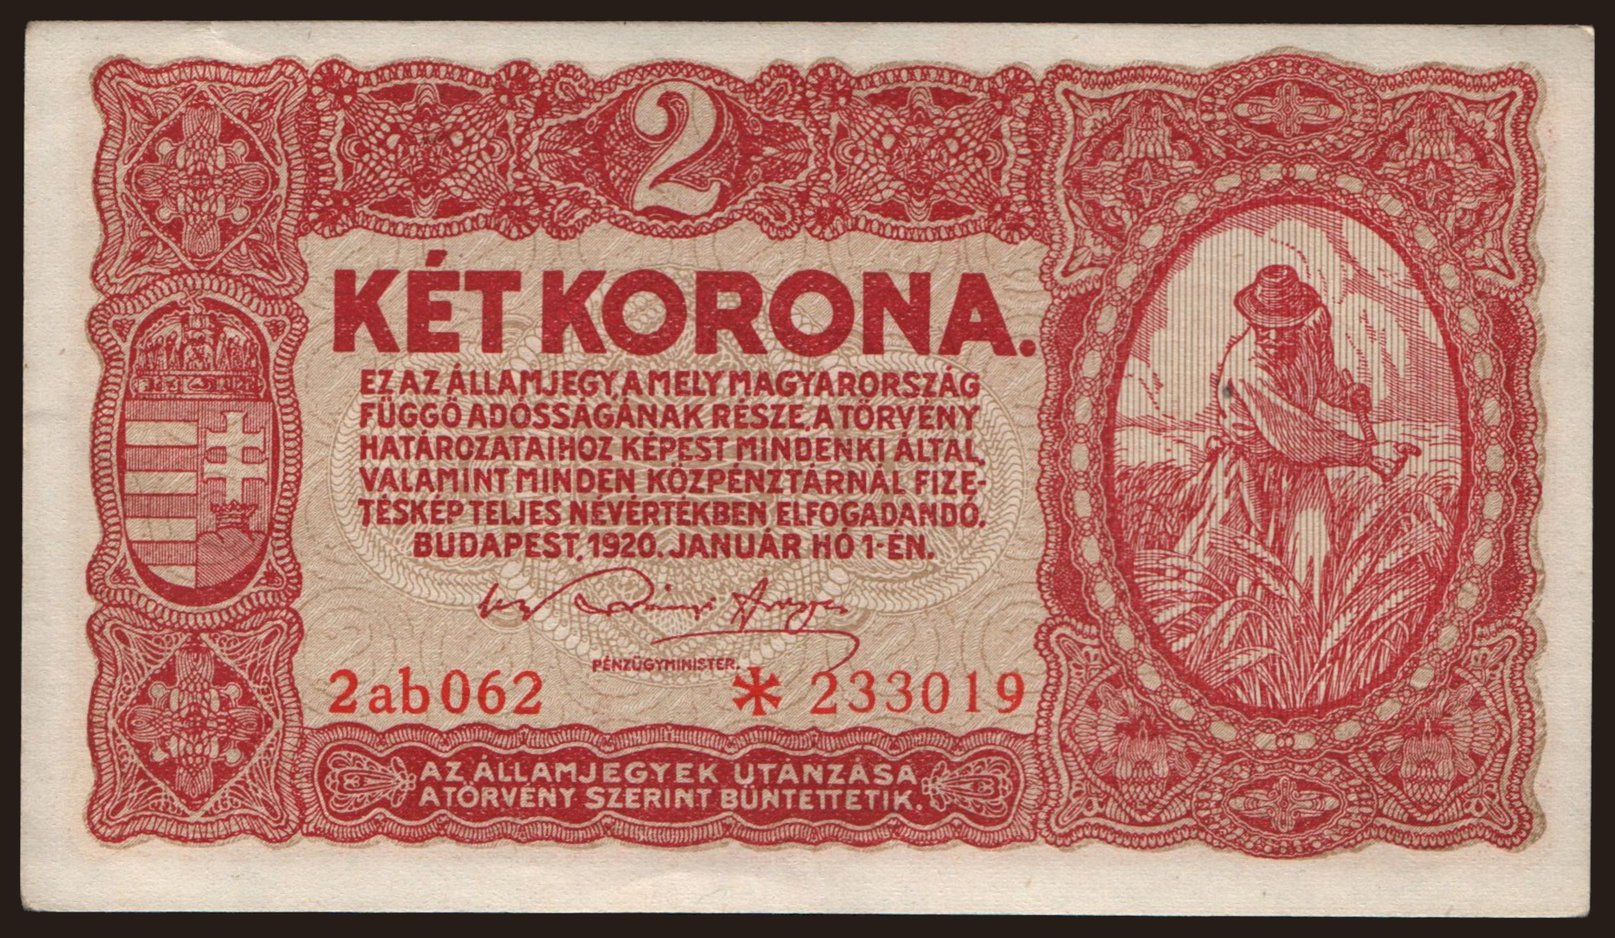 2
KÉT KORONA.
EZ AZ ÁLLAMJEGY, AMELY MAGYARORSZÁG
FÜGGŐ ADÓSSÁGÁNAK RÉSZE, A TÖRVÉNY
HATÁROZATAIHOZ KÉPEST MINDENKI ÁLTAL,
VALAMINT MINDEN KÖZPÉNZTÁRNÁL FIZE-
TÉSKÉP TELJES NÉVÉRTÉKBEN ELFOGADANDÓ.
BUDAPEST, 1920. JANUÁR HÓ 1-ÉN.
PÉNZÜGYMINISTER.
2ab062 * 233019
AZ ÁLLAMJEGYEK UTÁNZÁSA
A TÖRVÉNY SZERINT BÜNTETTETIK.